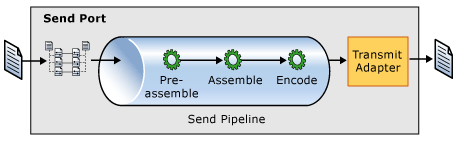 Send Port
Pre-
assemble
Assemble
Encode
Transmit
Adapter
Send Pipeline